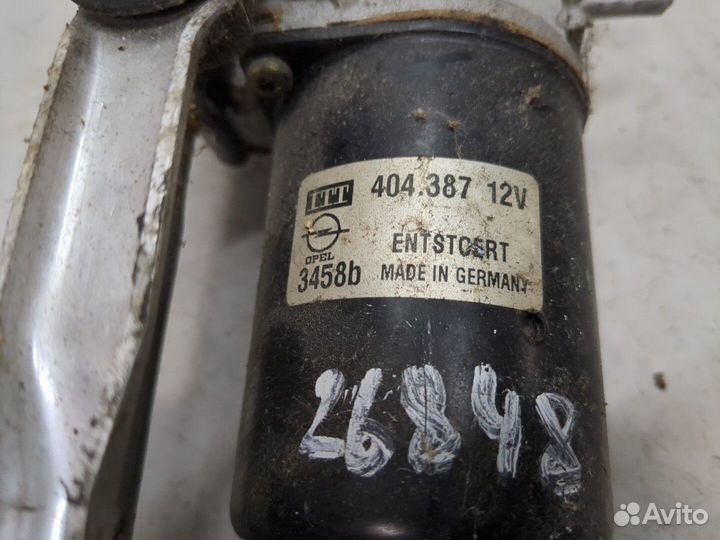 404.387 12V
OPEL
ENTSTOERT
3458b MADE IN GERMANY
26848
Avito